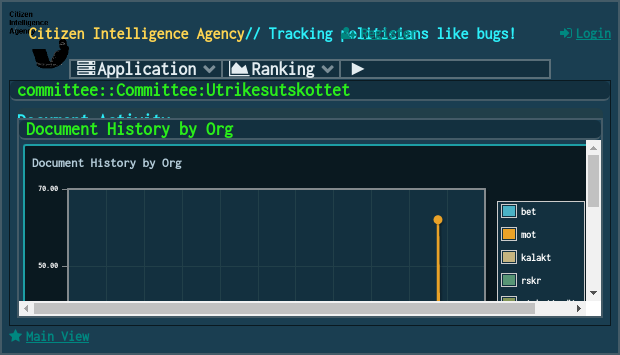 Citizen
Intelligence
Agency
Citizen Intelligence Agency// Tracking politicians like bugs!
Register
Login
Application
Ranking
committee::Committee:Utrikesutskottet
Document Activity
Document History by Org
Document History by Org
70.00
50.00
bet
mot
kalakt
rskr
Main View